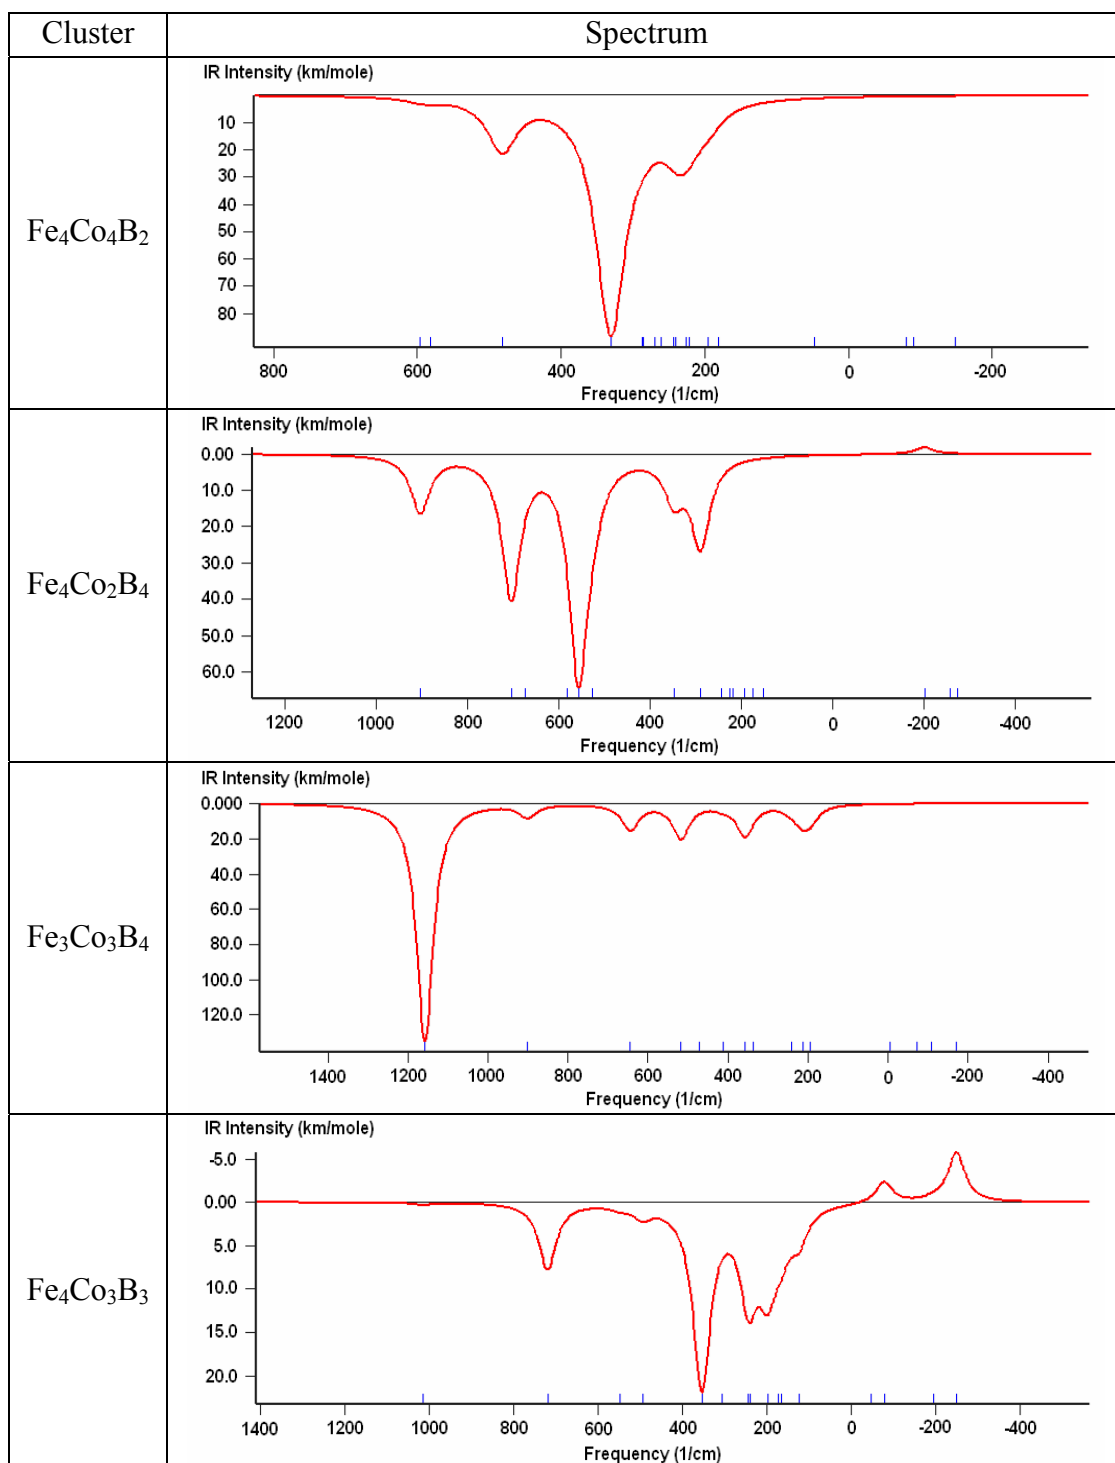 Cluster Spectrum
IR Intensity (km/mole)
10
20
30
40
50
60
70
80
Fe₄Co₄B₂
800 600 400 200 0 -200
Frequency (1/cm)
IR Intensity (km/mole)
0.00
10.0
20.0
30.0
40.0
50.0
60.0
Fe₄Co₂B₄
1200 1000 800 600 400 200 0 -200 -400
Frequency (1/cm)
IR Intensity (km/mole)
0.000
20.0
40.0
60.0
80.0
100.0
120.0
Fe₃Co₃B₄
1400 1200 1000 800 600 400 200 0 -200 -400
Frequency (1/cm)
IR Intensity (km/mole)
-5.0
0.00
5.0
10.0
15.0
20.0
Fe₄Co₃B₃
1400 1200 1000 800 600 400 200 0 -200 -400
Frequency (1/cm)